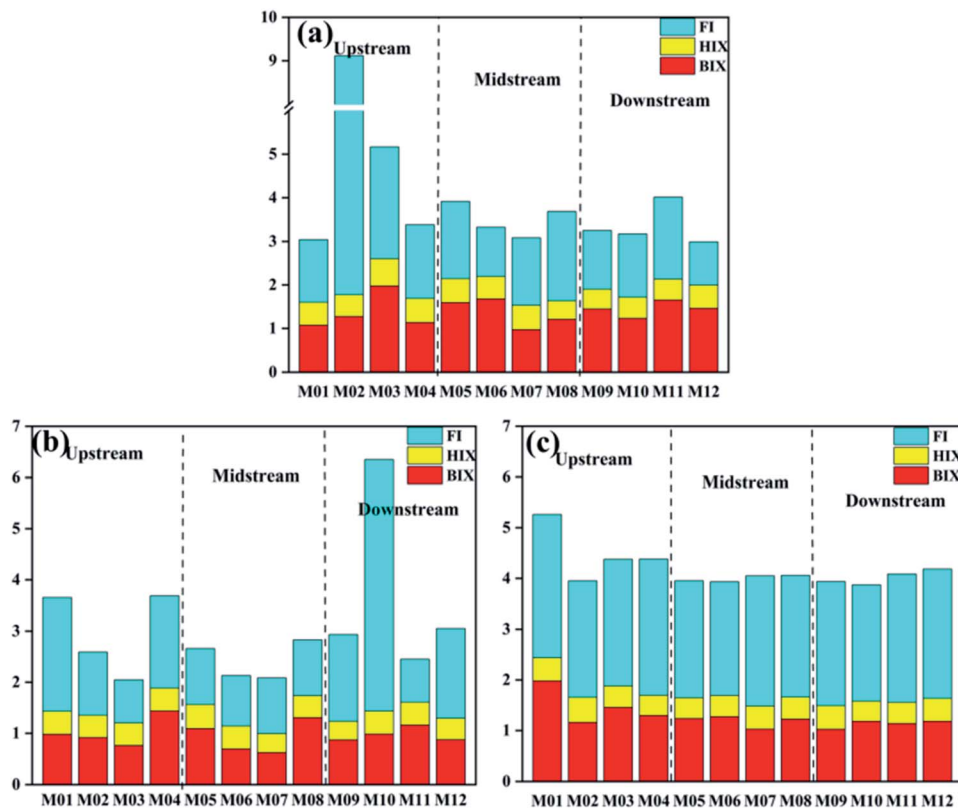 (a)
Upstream
Midstream
Downstream
FI
HIX
BIX
10
9
5
4
3
2
1
0
M01 M02 M03 M04 M05 M06 M07 M08 M09 M10 M11 M12
(b)
Upstream
Midstream
Downstream
FI
HIX
BIX
7
6
5
4
3
2
1
0
M01 M02 M03 M04 M05 M06 M07 M08 M09 M10 M11 M12
(c)
Upstream
Midstream
Downstream
FI
HIX
BIX
7
6
5
4
3
2
1
0
M01 M02 M03 M04 M05 M06 M07 M08 M09 M10 M11 M12